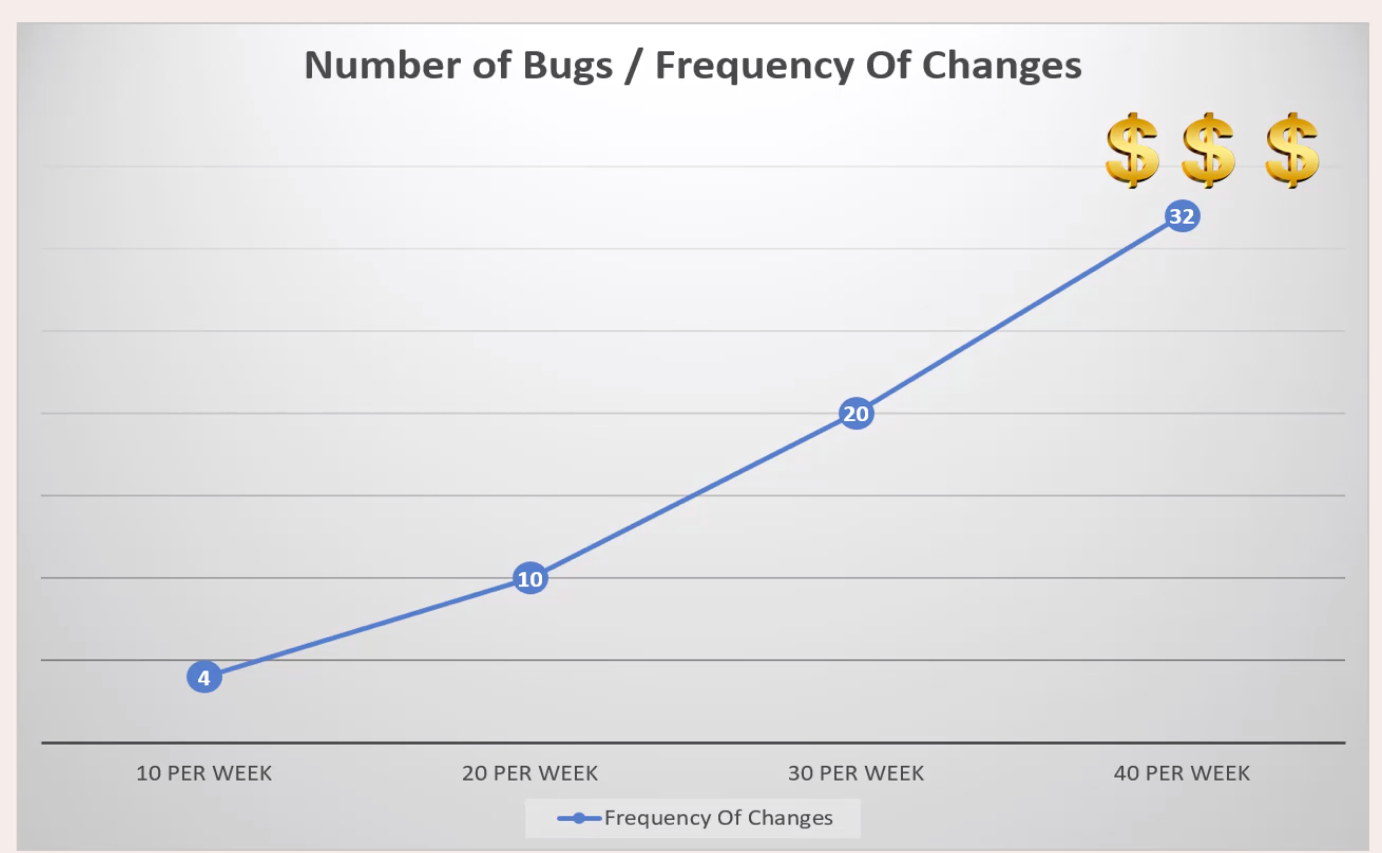 Number of Bugs / Frequency Of Changes
$ $ $
32
20
10
4
10 PER WEEK 20 PER WEEK 30 PER WEEK 40 PER WEEK
Frequency Of Changes